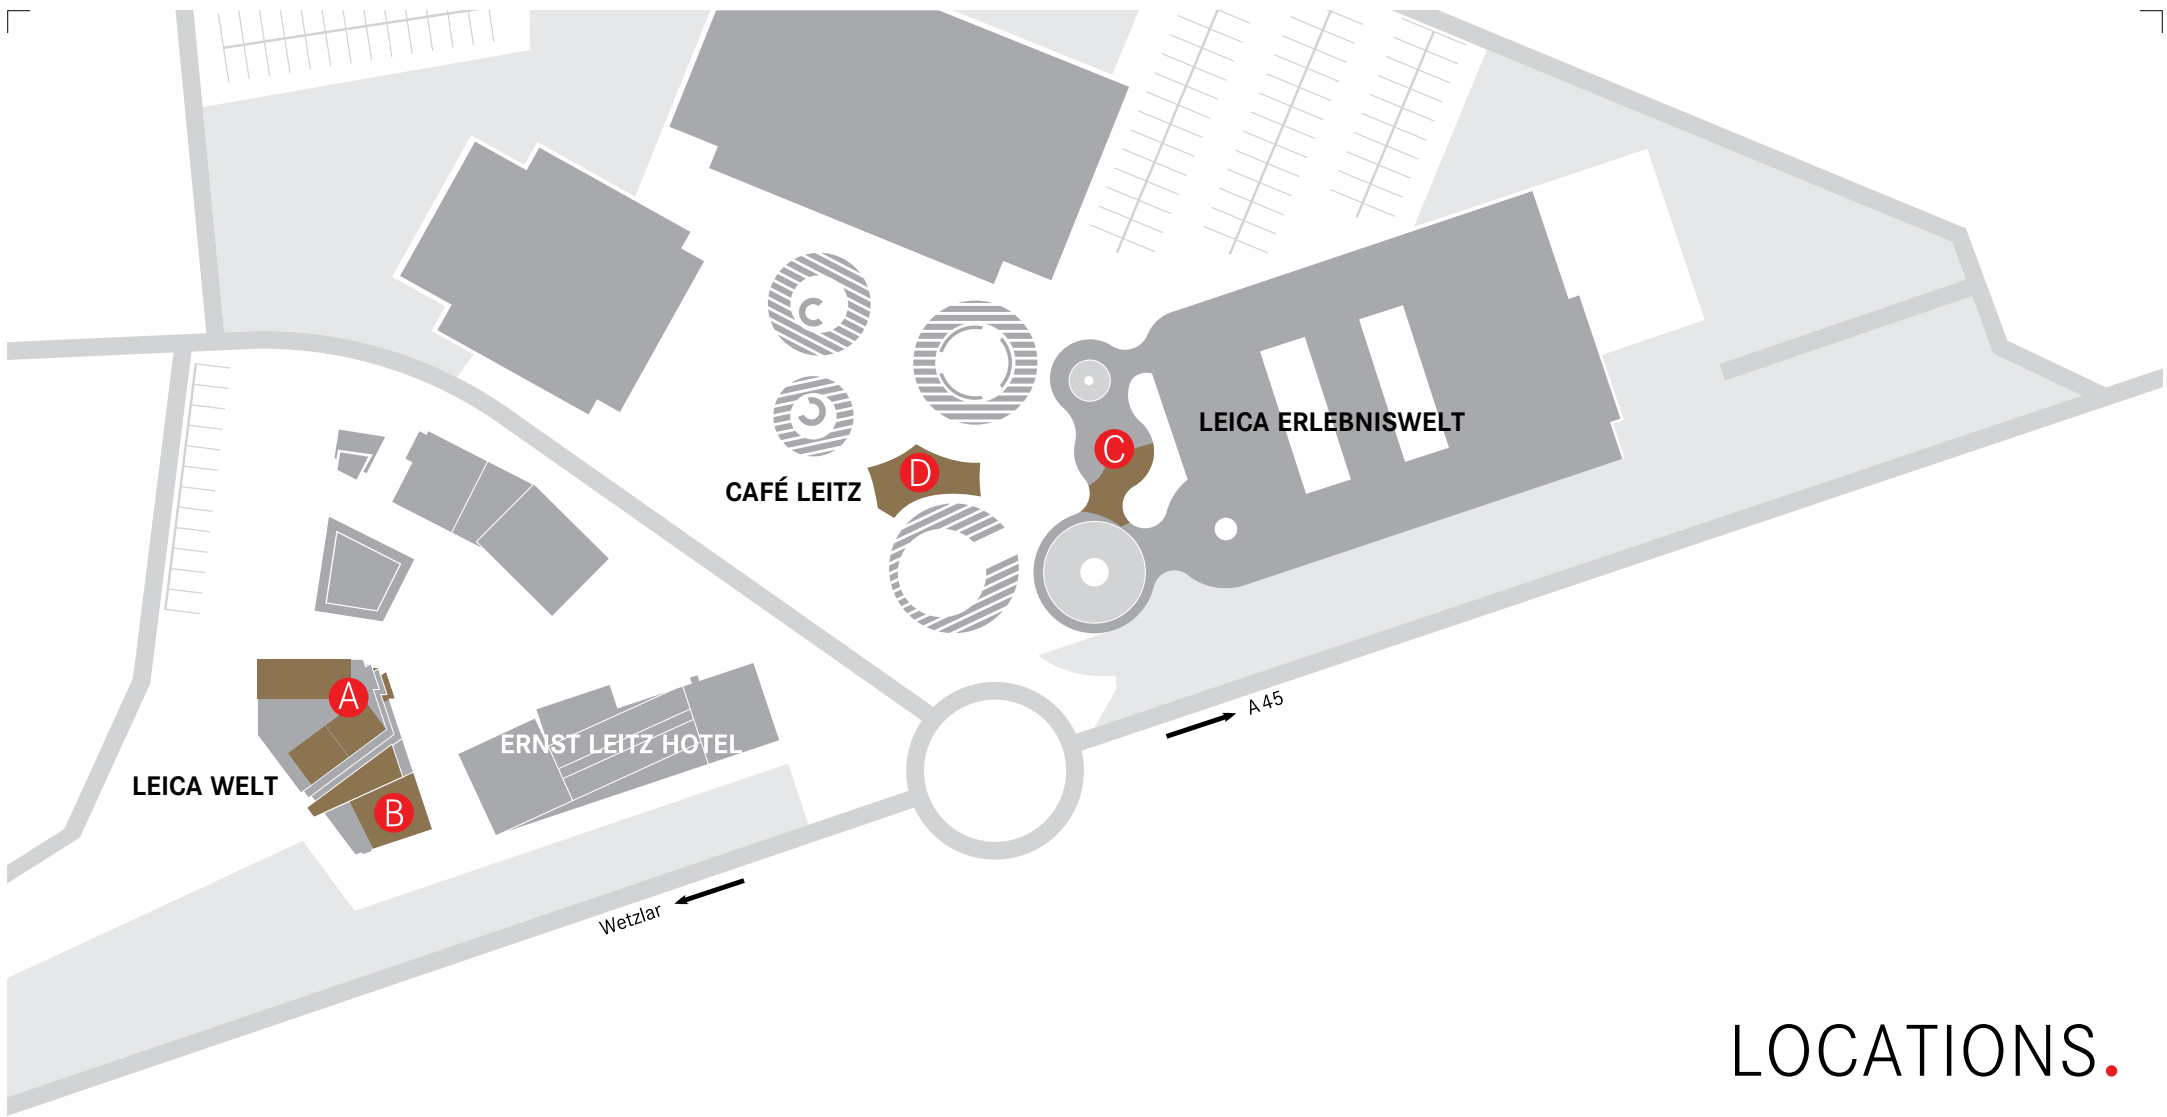 LEICA ERLEBNISWELT
C
D
CAFÉ LEITZ
A
ERNST LEITZ HOTEL
LEICA WELT
B
A 45
Wetzlar
LOCATIONS.